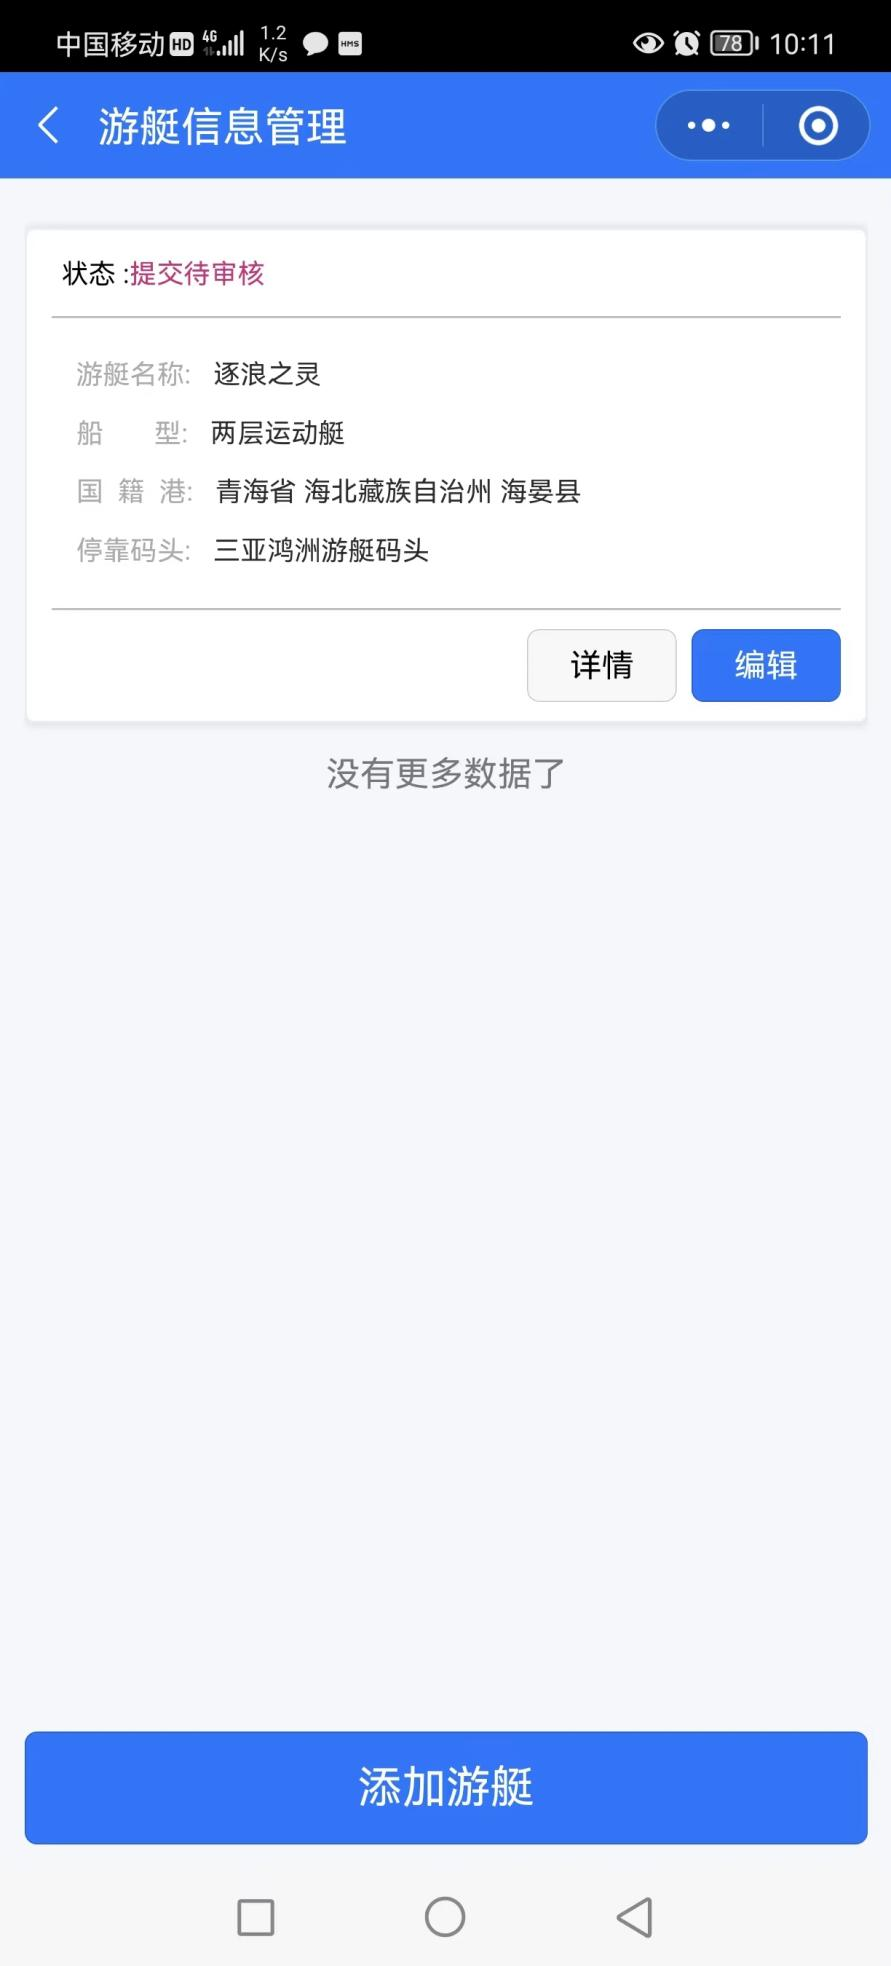 中国移动 HD 4G 1.2 K/s HMS 78 10:11
游艇信息管理
状态 :提交待审核
游艇名称: 逐浪之灵
船 型: 两层运动艇
国 籍 港: 青海省 海北藏族自治州 海晏县
停靠码头: 三亚鸿洲游艇码头
详情 编辑
没有更多数据了
添加游艇